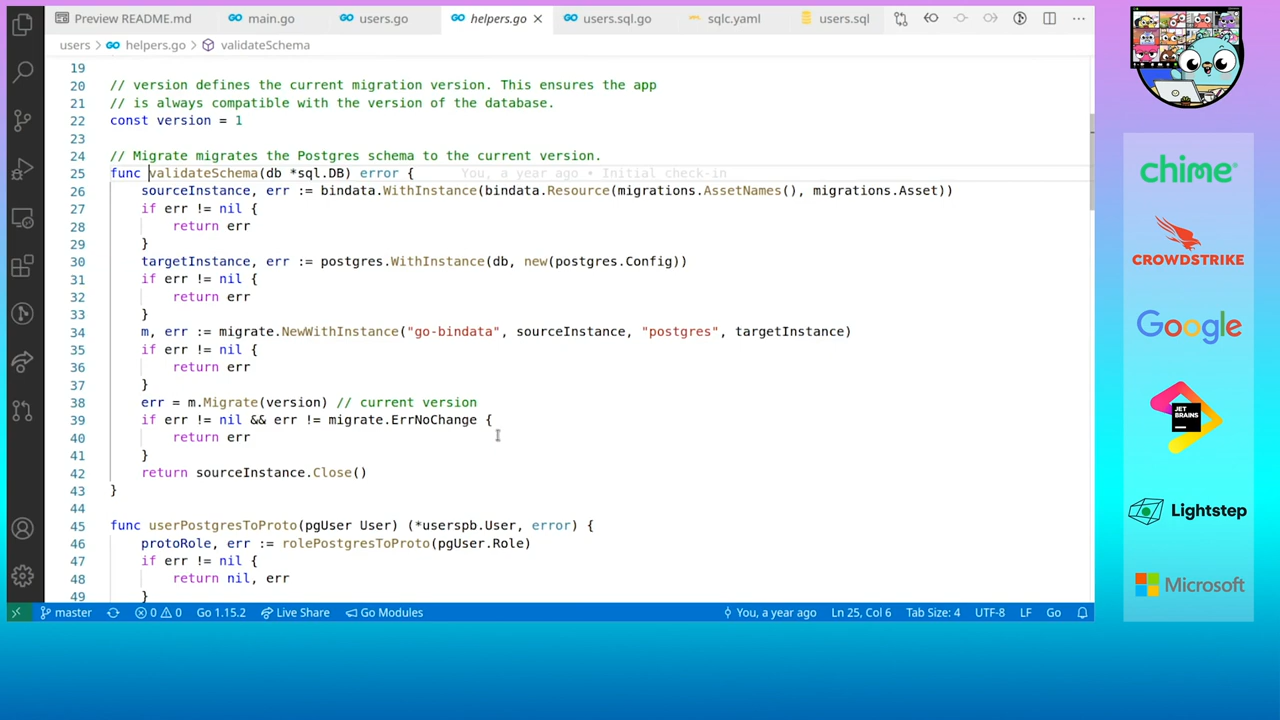 Preview README.md main.go users.go helpers.go users.sql.go sqlc.yaml users.sql
users helpers.go validateSchema
19
20 // version defines the current migration version. This ensures the app
21 // is always compatible with the version of the database.
22 const version = 1
23
24 // Migrate migrates the Postgres schema to the current version.
25 func validateSchema(db *sql.DB) error { You, a year ago • Initial check-in
26 sourceInstance, err := bindata.WithInstance(bindata.Resource(migrations.AssetNames(), migrations.Asset))
27 if err != nil {
28 return err
29 }
30 targetInstance, err := postgres.WithInstance(db, new(postgres.Config))
31 if err != nil {
32 return err
33 }
34 m, err := migrate.NewWithInstance("go-bindata", sourceInstance, "postgres", targetInstance)
35 if err != nil {
36 return err
37 }
38 err = m.Migrate(version) // current version
39 if err != nil && err != migrate.ErrNoChange {
40 return err
41 }
42 return sourceInstance.Close()
43 }
44
45 func userPostgresToProto(pgUser User) (*userspb.User, error) {
46 protoRole, err := rolePostgresToProto(pgUser.Role)
47 if err != nil {
48 return nil, err
49 }
master 0 0 Go 1.15.2 Live Share Go Modules You, a year ago Ln 25, Col 6 Tab Size: 4 UTF-8 LF Go
chime
CROWDSTRIKE
Google
JET
BRAINS
Lightstep
Microsoft